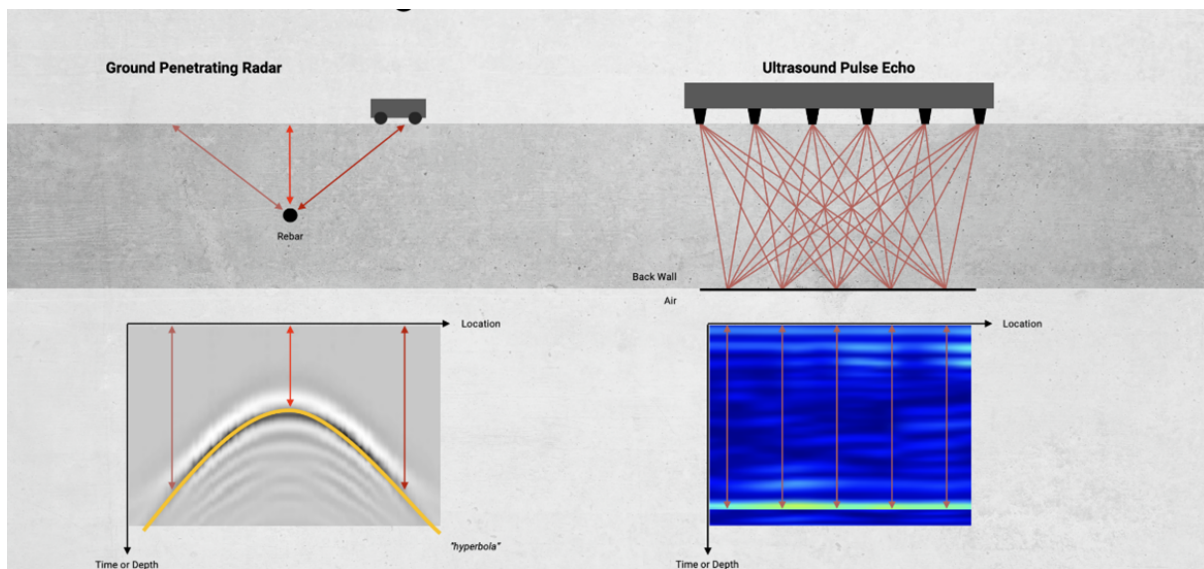 Ground Penetrating Radar
Ultrasound Pulse Echo
Rebar
Back Wall
Air
Location
Location
"hyperbola"
Time or Depth
Time or Depth